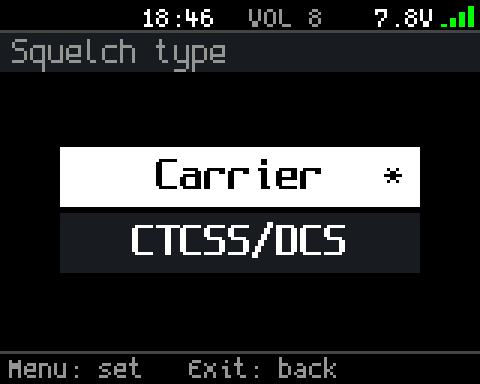 18:46 VOL 8 7.8V
Squelch type
Carrier *
CTCSS/DCS
Menu: set Exit: back